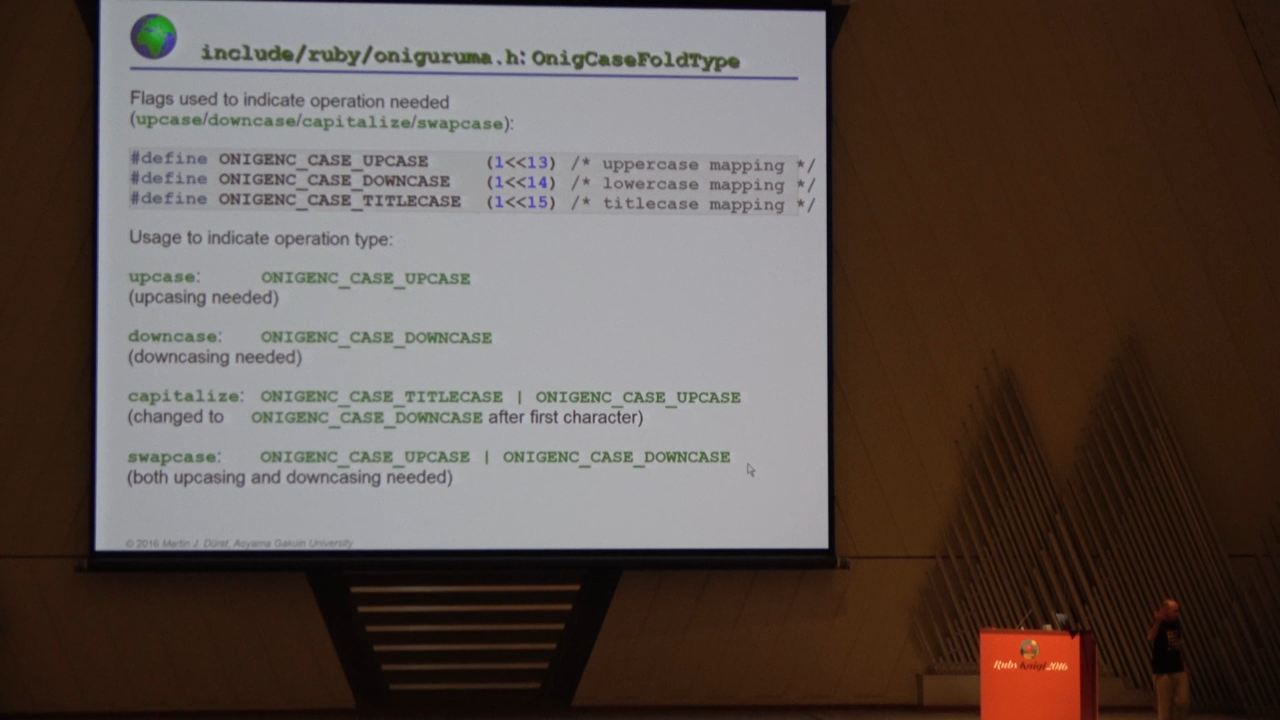 include/ruby/oniguruma.h: OnigCaseFoldType
Flags used to indicate operation needed
(upcase/downcase/capitalize/swapcase):
#define ONIGENC_CASE_UPCASE (1<<13) /* uppercase mapping */
#define ONIGENC_CASE_DOWNCASE (1<<14) /* lowercase mapping */
#define ONIGENC_CASE_TITLECASE (1<<15) /* titlecase mapping */
Usage to indicate operation type:
upcase: ONIGENC_CASE_UPCASE
(upcasing needed)
downcase: ONIGENC_CASE_DOWNCASE
(downcasing needed)
capitalize: ONIGENC_CASE_TITLECASE | ONIGENC_CASE_UPCASE
(changed to ONIGENC_CASE_DOWNCASE after first character)
swapcase: ONIGENC_CASE_UPCASE | ONIGENC_CASE_DOWNCASE
(both upcasing and downcasing needed)
© 2016 Martin J. Dürst, Aoyama Gakuin University
RubyKaigi 2016